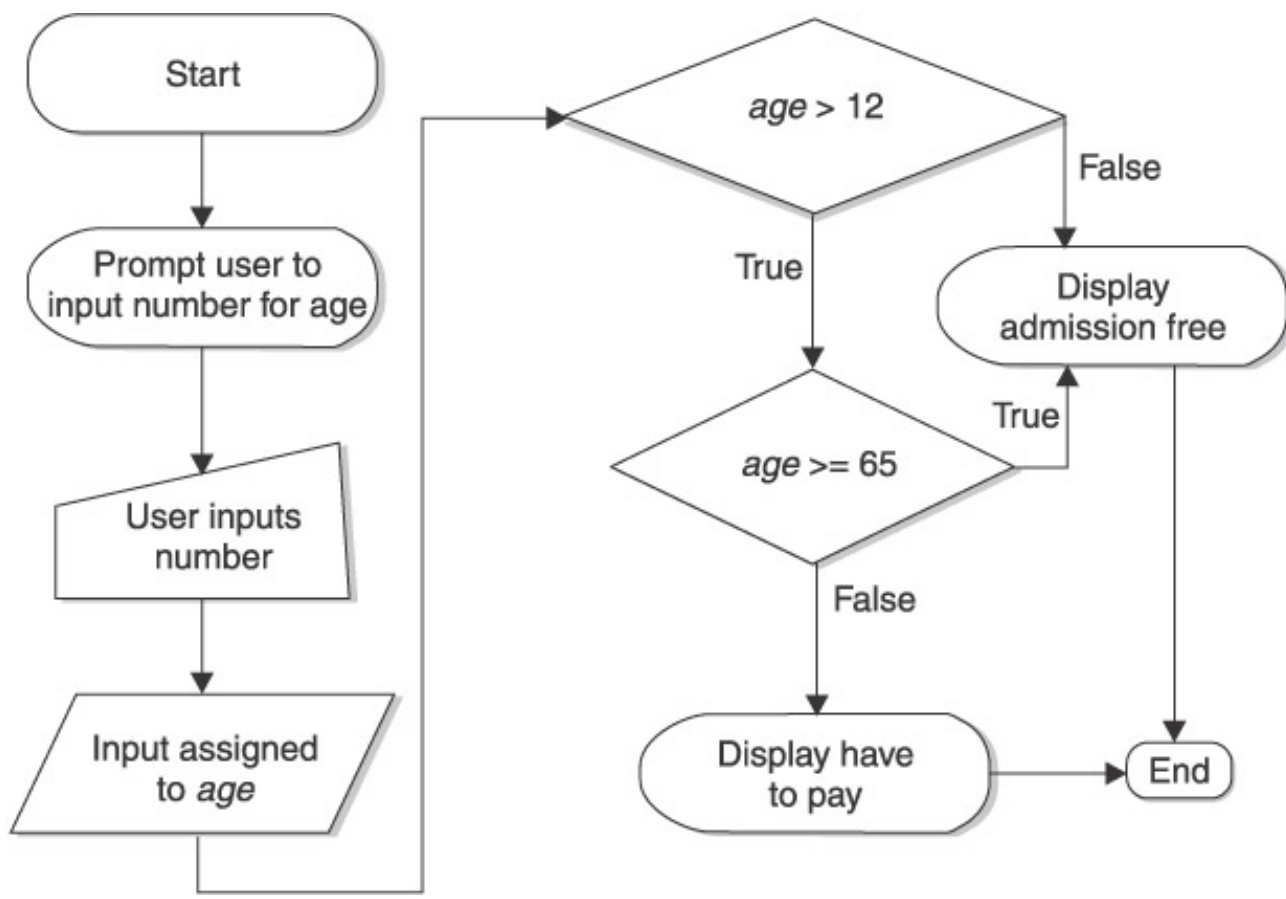 Start
Prompt user to
input number for age
User inputs
number
Input assigned
to age
age > 12
False
True
Display
admission free
True
age >= 65
False
Display have
to pay
End